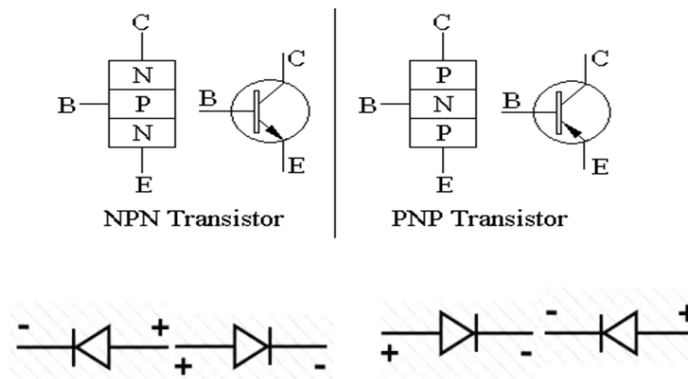 C C
N
B P B
N
E E
NPN Transistor
C C
P
B N B
P
E E
PNP Transistor
- + + -
+ - - +